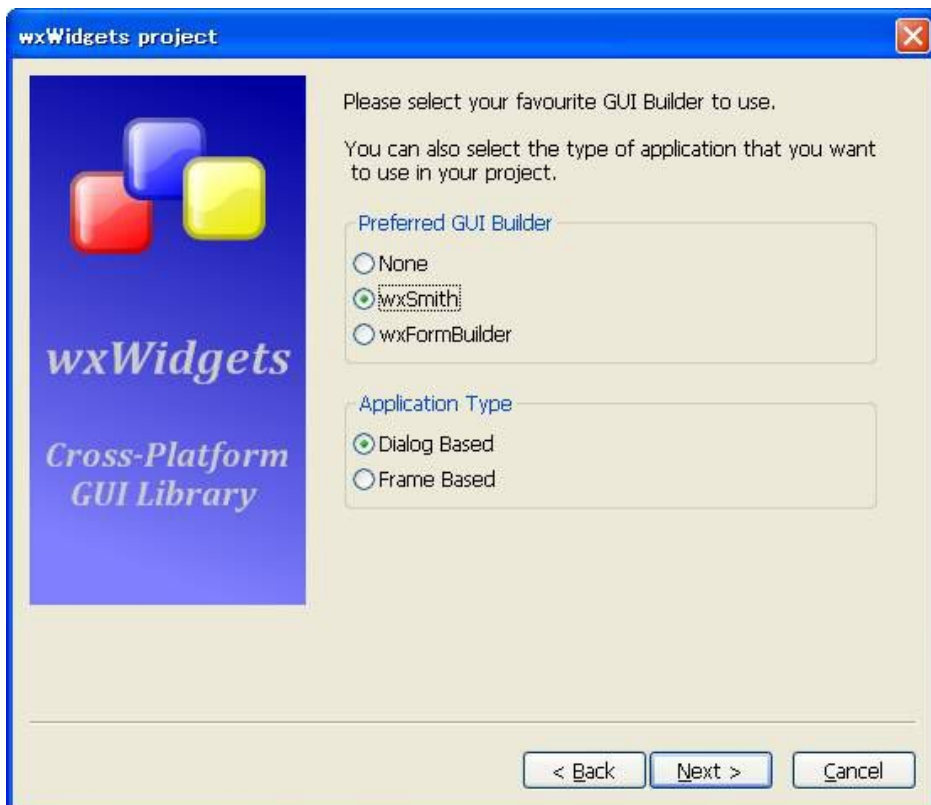 wxWidgets project
Please select your favourite GUI Builder to use.
You can also select the type of application that you want
to use in your project.
Preferred GUI Builder
None
wxSmith
wxFormBuilder
Application Type
Dialog Based
Frame Based
wxWidgets
Cross-Platform
GUI Library
< Back
Next >
Cancel